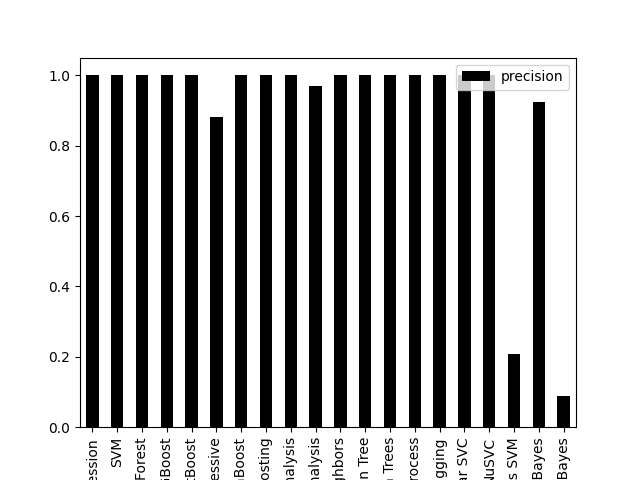 precision
1.0
0.8
0.6
0.4
0.2
0.0
ession
SVM
Forest
Boost
Boost
essive
Boost
osting
nalysis
nalysis
ghbors
n Tree
n Trees
rocess
gging
ar SVC
NuSVC
s SVM
Bayes
Bayes